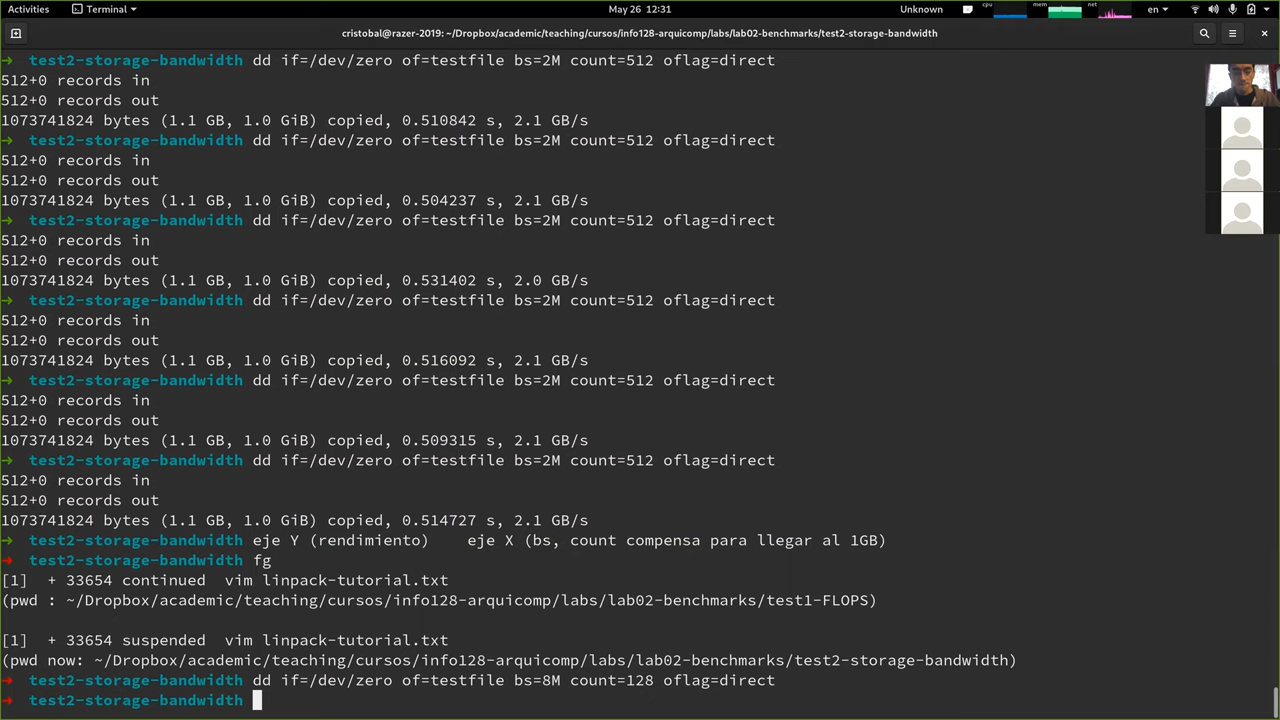 Activities Terminal May 26 12:31 Unknown cpu mem net en
cristobal@razer-2019: ~/Dropbox/academic/teaching/cursos/info128-arquicomp/labs/lab02-benchmarks/test2-storage-bandwidth
→ test2-storage-bandwidth dd if=/dev/zero of=testfile bs=2M count=512 oflag=direct
512+0 records in
512+0 records out
1073741824 bytes (1.1 GB, 1.0 GiB) copied, 0.510842 s, 2.1 GB/s
→ test2-storage-bandwidth dd if=/dev/zero of=testfile bs=2M count=512 oflag=direct
512+0 records in
512+0 records out
1073741824 bytes (1.1 GB, 1.0 GiB) copied, 0.504237 s, 2.1 GB/s
→ test2-storage-bandwidth dd if=/dev/zero of=testfile bs=2M count=512 oflag=direct
512+0 records in
512+0 records out
1073741824 bytes (1.1 GB, 1.0 GiB) copied, 0.531402 s, 2.0 GB/s
→ test2-storage-bandwidth dd if=/dev/zero of=testfile bs=2M count=512 oflag=direct
512+0 records in
512+0 records out
1073741824 bytes (1.1 GB, 1.0 GiB) copied, 0.516092 s, 2.1 GB/s
→ test2-storage-bandwidth dd if=/dev/zero of=testfile bs=2M count=512 oflag=direct
512+0 records in
512+0 records out
1073741824 bytes (1.1 GB, 1.0 GiB) copied, 0.509315 s, 2.1 GB/s
→ test2-storage-bandwidth dd if=/dev/zero of=testfile bs=2M count=512 oflag=direct
512+0 records in
512+0 records out
1073741824 bytes (1.1 GB, 1.0 GiB) copied, 0.514727 s, 2.1 GB/s
→ test2-storage-bandwidth eje Y (rendimiento) eje X (bs, count compensa para llegar al 1GB)
→ test2-storage-bandwidth fg
[1] + 33654 continued vim linpack-tutorial.txt
(pwd : ~/Dropbox/academic/teaching/cursos/info128-arquicomp/labs/lab02-benchmarks/test1-FLOPS)
[1] + 33654 suspended vim linpack-tutorial.txt
(pwd now: ~/Dropbox/academic/teaching/cursos/info128-arquicomp/labs/lab02-benchmarks/test2-storage-bandwidth)
→ test2-storage-bandwidth dd if=/dev/zero of=testfile bs=8M count=128 oflag=direct
→ test2-storage-bandwidth